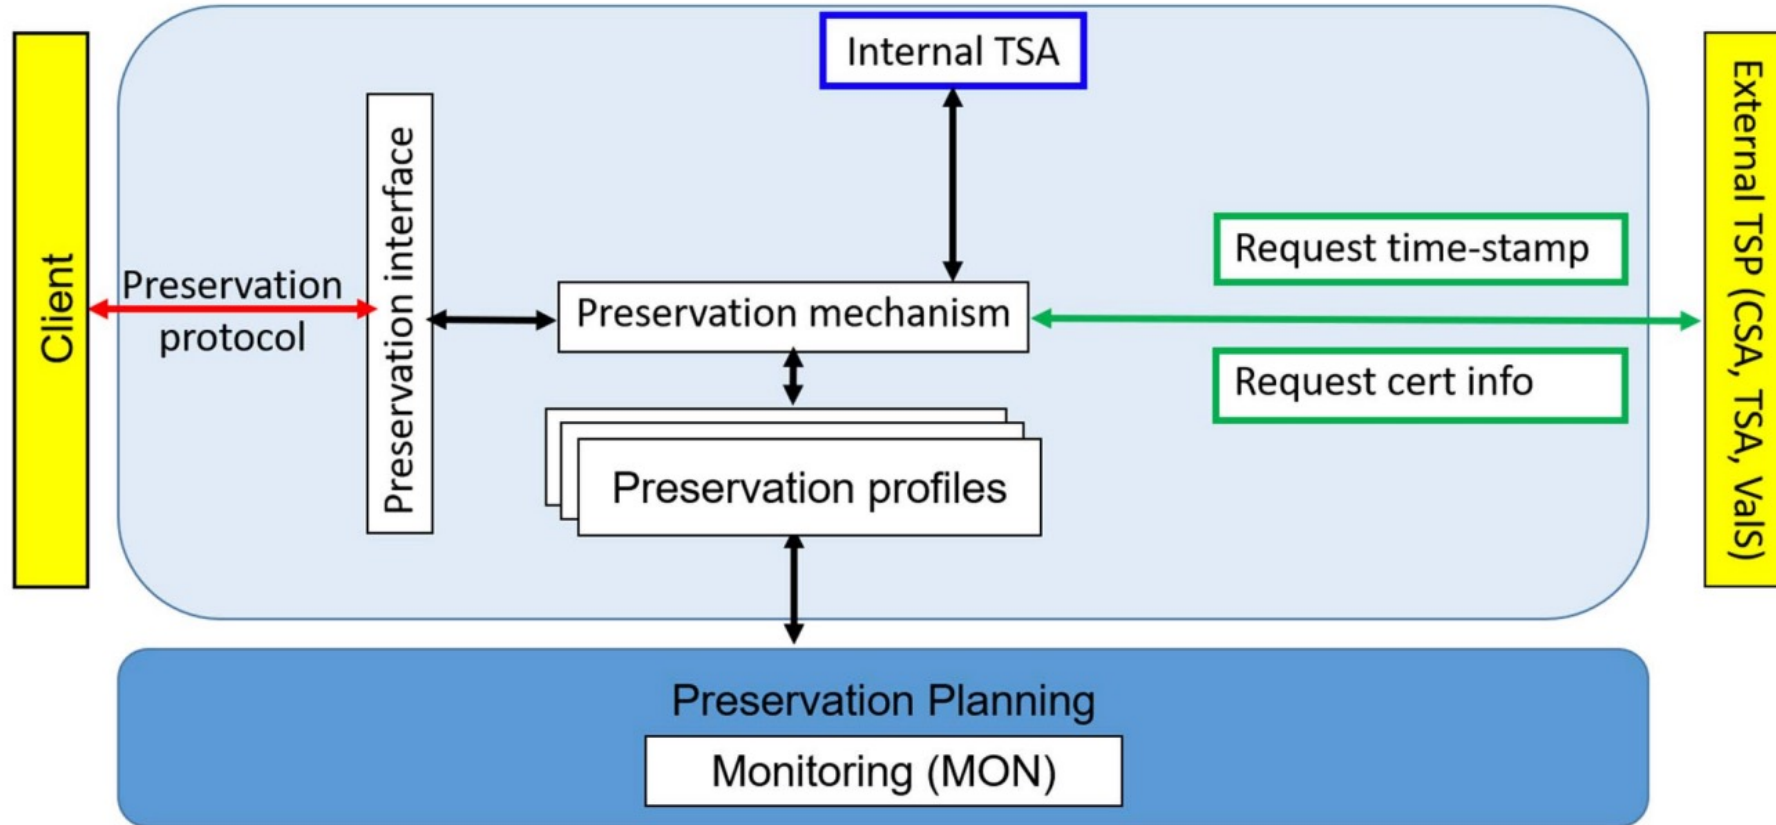 Internal TSA
Client
Preservation
protocol
Preservation interface
Preservation mechanism
Request time-stamp
Request cert info
External TSP (CSA, TSA, ValS)
Preservation profiles
Preservation Planning
Monitoring (MON)